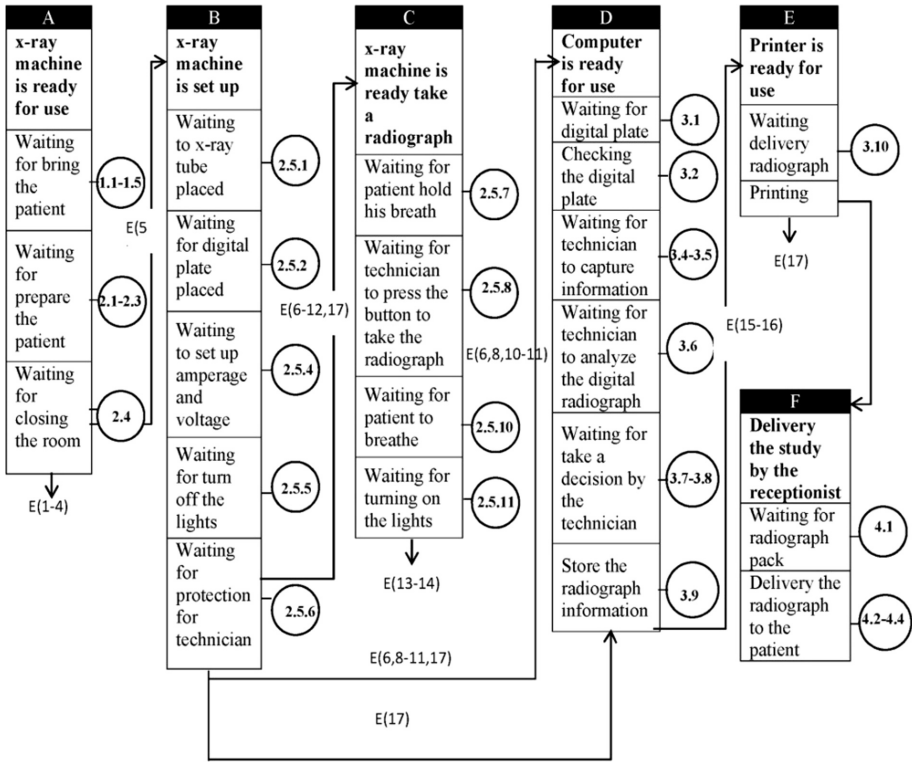 A
x-ray
machine
is ready
for use
Waiting
for bring
the
patient
1.1-1.5
Waiting
for
prepare
the
patient
2.1-2.3
Waiting
for
closing
the room
2.4
E(1-4)
E(5
B
x-ray
machine
is set up
Waiting
to x-ray
tube
placed
2.5.1
Waiting
for digital
plate
placed
2.5.2
Waiting
to set up
amperage
and
voltage
2.5.4
Waiting
for turn
off the
lights
2.5.5
Waiting
for
protection
for
technician
2.5.6
E(6-12,17)
C
x-ray
machine is
ready take
a
radiograph
Waiting for
patient hold
his breath
2.5.7
Waiting for
technician
to press the
button to
take the
radiograph
2.5.8
Waiting for
patient to
breathe
2.5.10
Waiting for
turning on
the lights
2.5.11
E(13-14)
E(6,8,10-11)
E(6,8-11,17)
E(17)
D
Computer
is ready
for use
Waiting for
digital plate
3.1
Checking
the digital
plate
3.2
Waiting for
technician
to capture
information
3.4-3.5
Waiting for
technician
to analyze
the digital
radiograph
3.6
Waiting for
take a
decision by
the
technician
3.7-3.8
Store the
radiograph
information
3.9
E(15-16)
E
Printer is
ready for
use
Waiting
delivery
radiograph
3.10
Printing
E(17)
F
Delivery
the study
by the
receptionist
Waiting for
radiograph
pack
4.1
Delivery the
radiograph
to the
patient
4.2-4.4